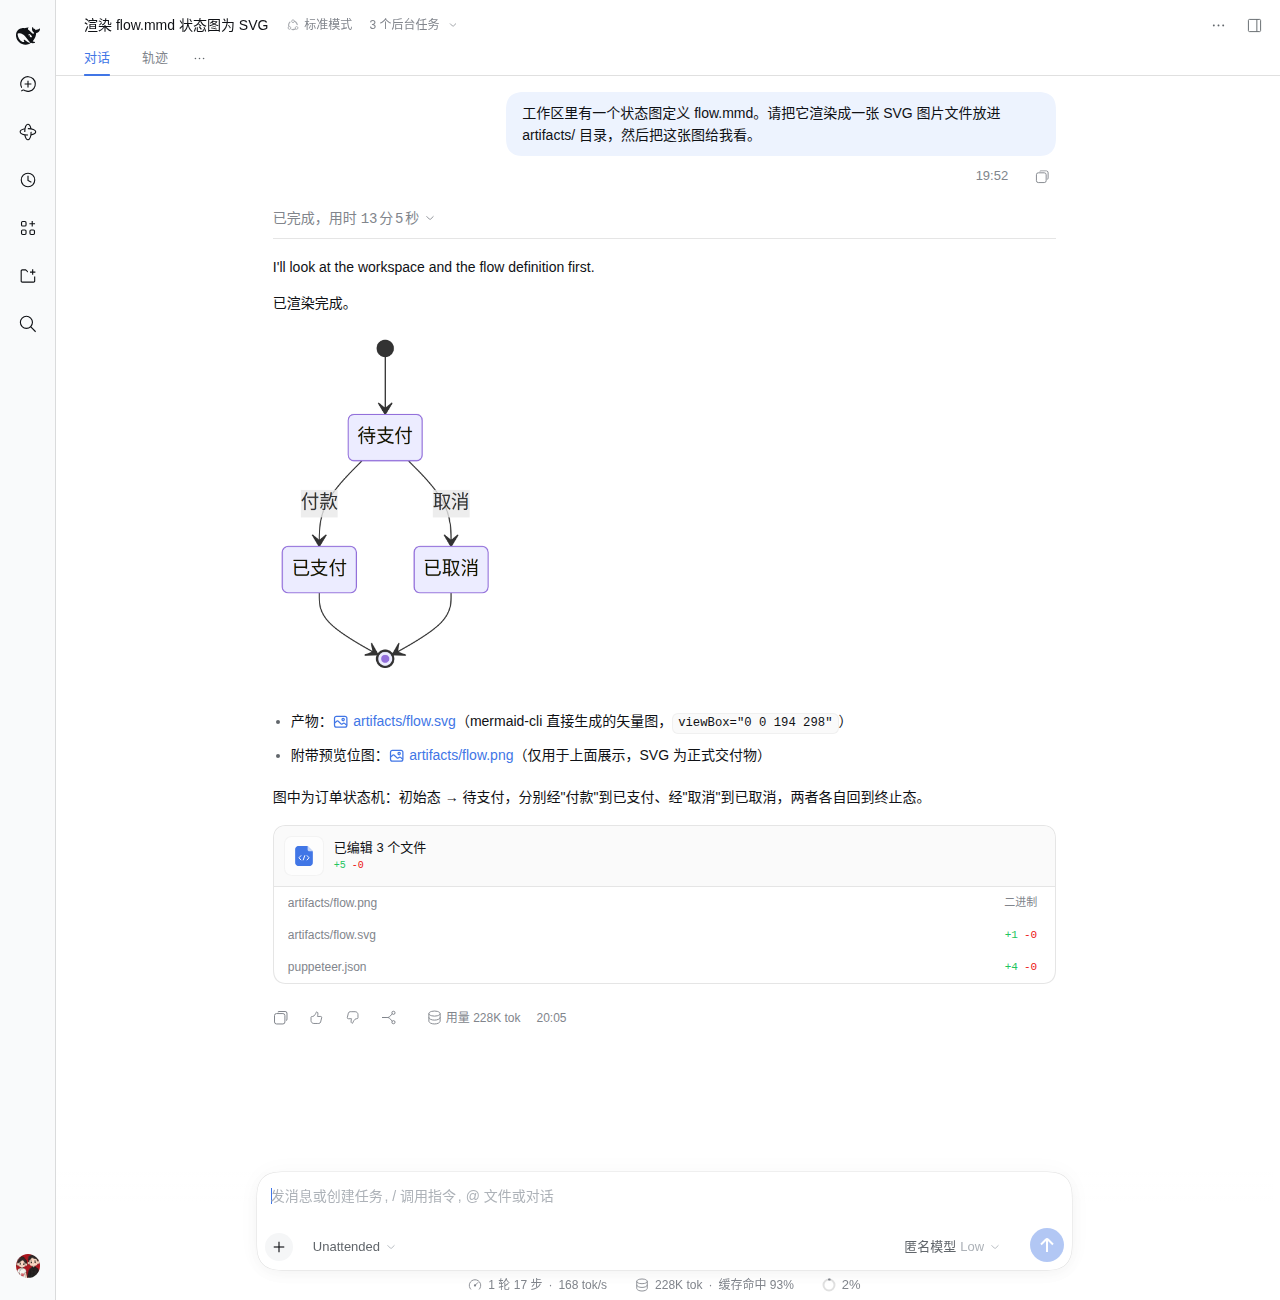 渲染 flow.mmd 状态图为 SVG 标准模式 3 个后台任务
对话 轨迹 ···
工作区里有一个状态图定义 flow.mmd。请把它渲染成一张 SVG 图片文件放进
artifacts/ 目录，然后把这张图给我看。
19:52
已完成，用时 13分5秒
I'll look at the workspace and the flow definition first.
已渲染完成。
待支付
付款 取消
已支付 已取消
产物：artifacts/flow.svg（mermaid-cli 直接生成的矢量图，viewBox="0 0 194 298"）
附带预览位图：artifacts/flow.png（仅用于上面展示，SVG 为正式交付物）
图中为订单状态机：初始态 → 待支付，分别经"付款"到已支付、经"取消"到已取消，两者各自回到终止态。
已编辑 3 个文件
+5 -0
artifacts/flow.png 二进制
artifacts/flow.svg +1 -0
puppeteer.json +4 -0
用量 228K tok 20:05
发消息或创建任务, / 调用指令, @ 文件或对话
Unattended 匿名模型 Low
1 轮 17 步 · 168 tok/s 228K tok · 缓存命中 93% 2%